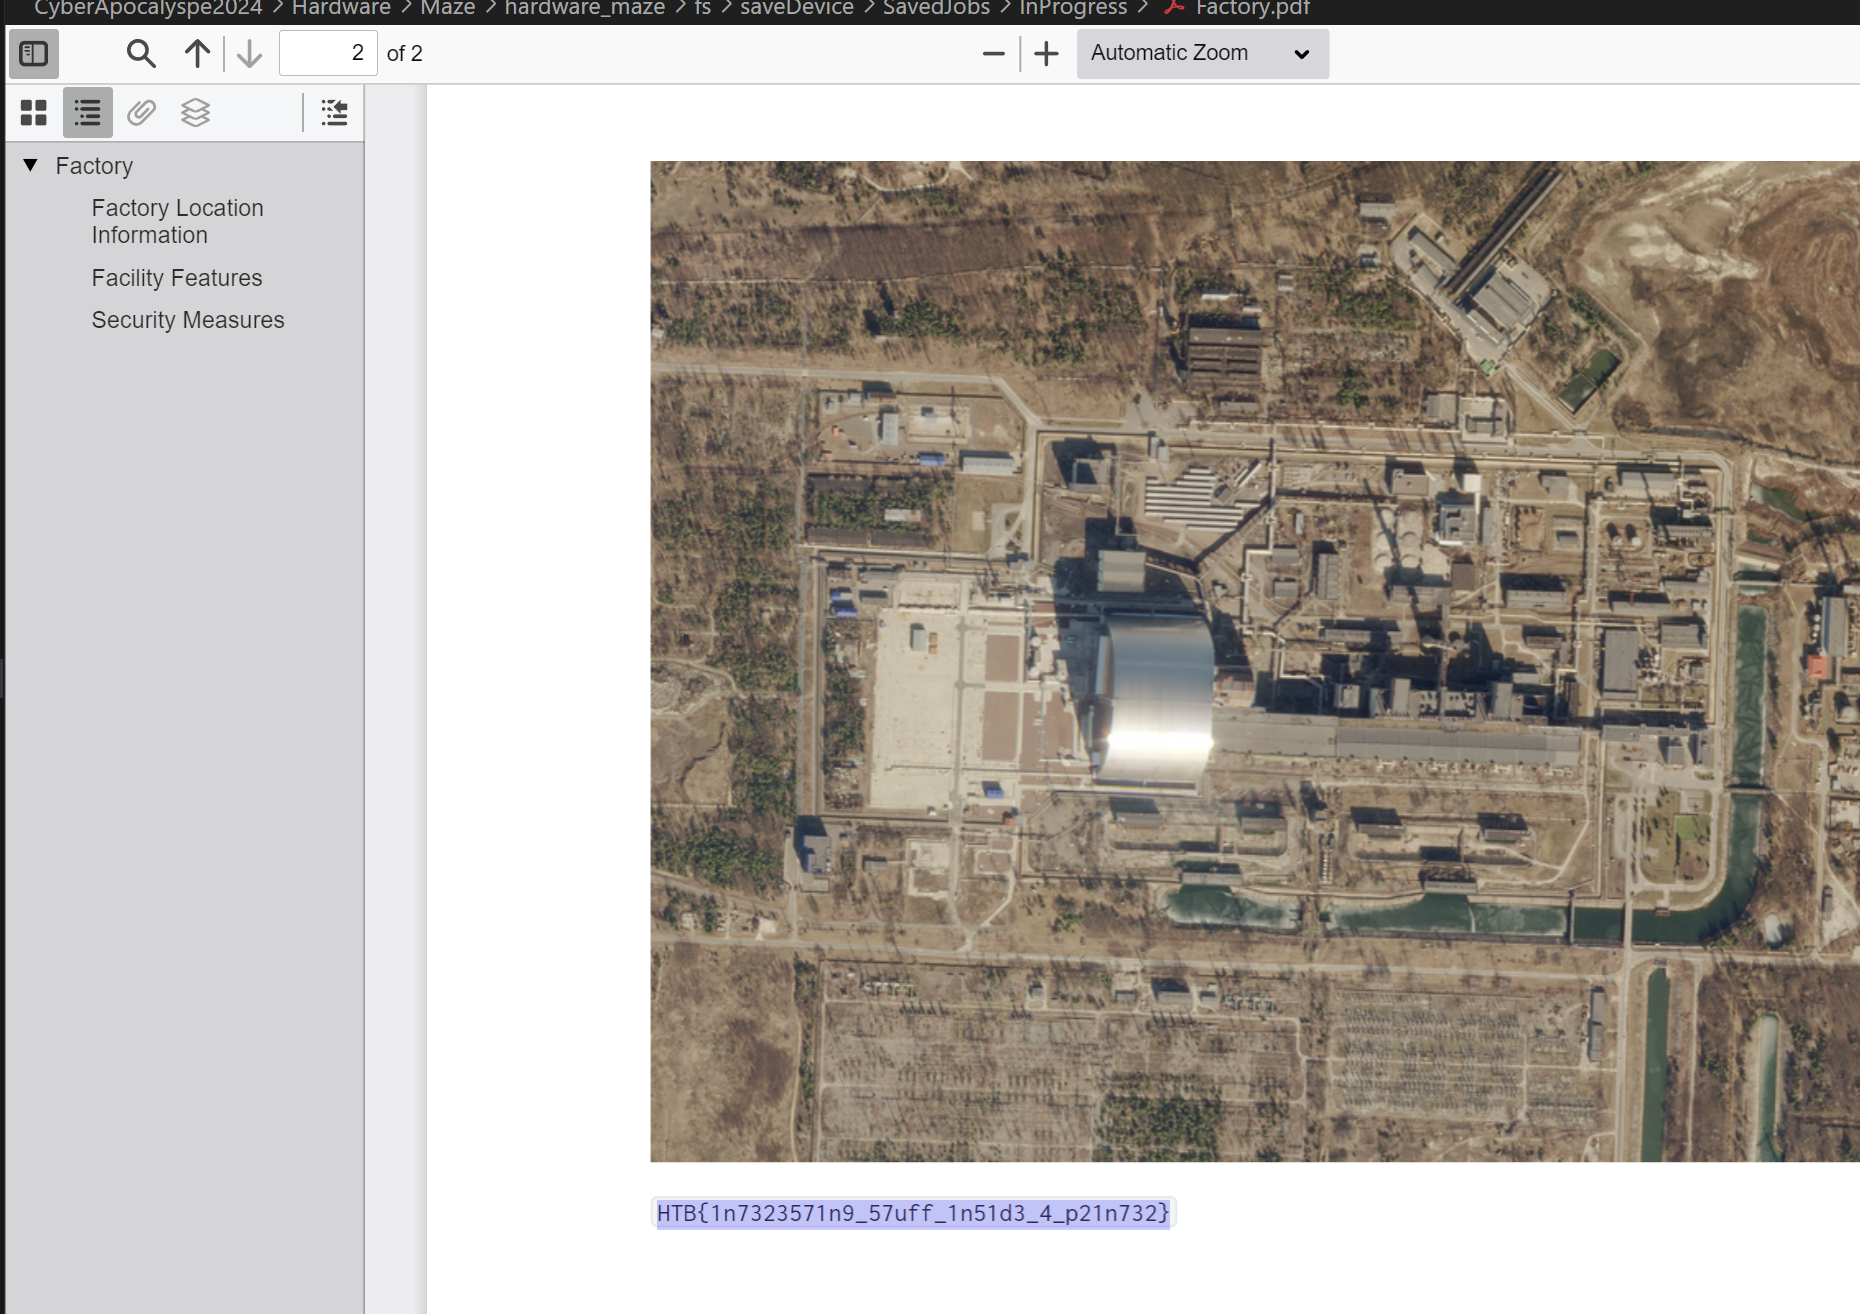 CyberApocalyspe2024 > Hardware > Maze > hardware_maze > fs > saveDevice > SavedJobs > InProgress > Factory.pdf
2 of 2
Automatic Zoom
Factory
Factory Location
Information
Facility Features
Security Measures
HTB{1n7323571n9_57uff_1n51d3_4_p21n732}